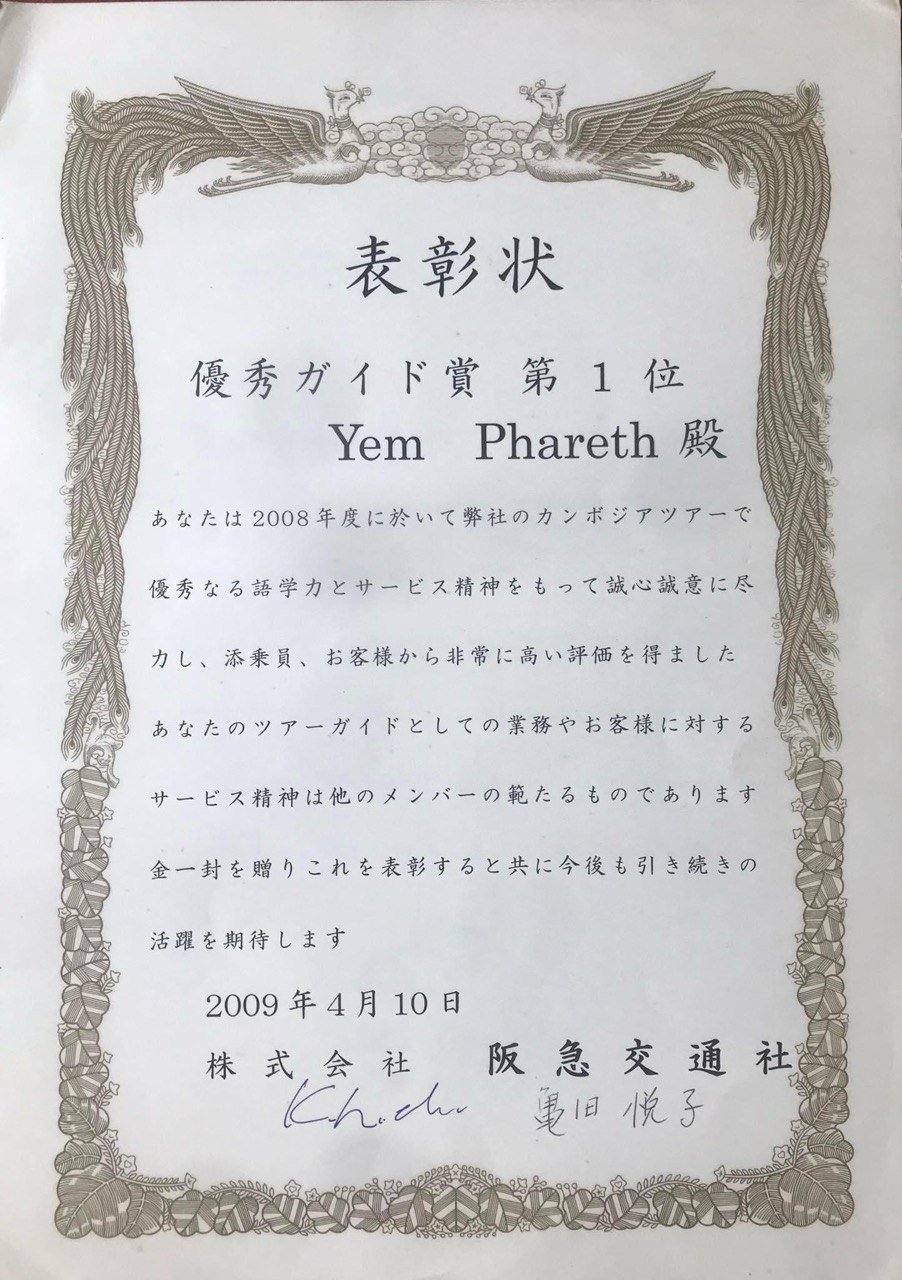 表彰状
優秀ガイド賞 第 1 位
Yem Phareth 殿
あなたは2008年度に於いて弊社のカンボジアツアーで
優秀なる語学力とサービス精神をもって誠心誠意に尽
力し、添乗員、お客様から非常に高い評価を得ました
あなたのツアーガイドとしての業務やお客様に対する
サービス精神は他のメンバーの範たるものであります
金一封を贈りこれを表彰すると共に今後も引き続きの
活躍を期待します
2009年4月10日
株式会社 阪急交通社
亀田 悦子